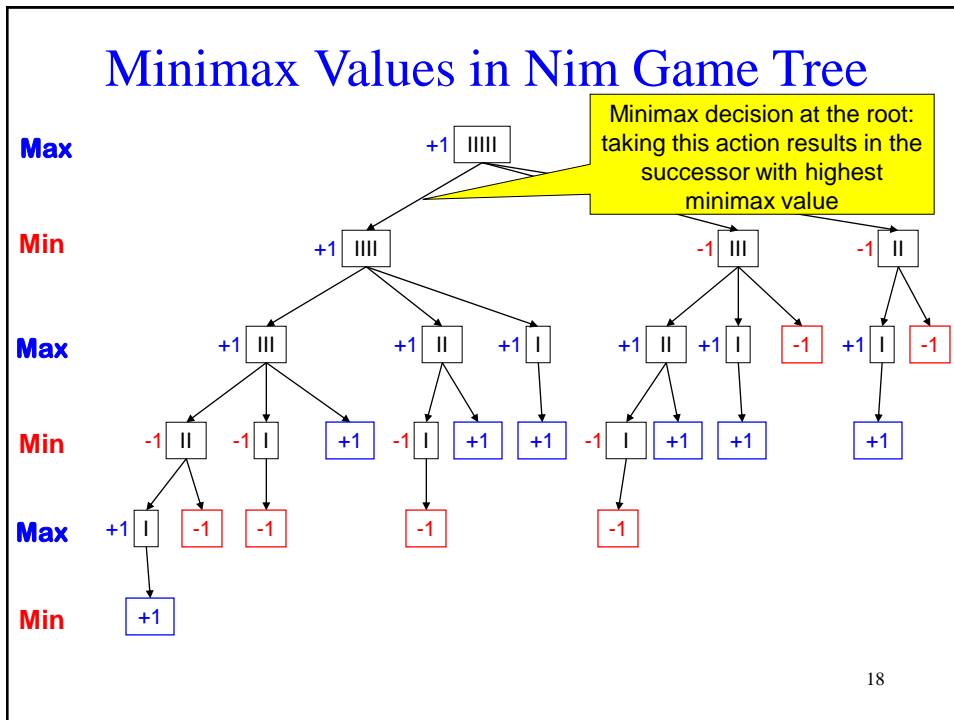 Minimax Values in Nim Game Tree
Minimax decision at the root:
taking this action results in the
successor with highest
minimax value
Max +1 IIIII
Min +1 IIII -1 III -1 II
Max +1 III +1 II +1 I +1 II +1 I -1 +1 I -1
Min -1 II -1 I +1 -1 I +1 +1 -1 I +1 +1 +1
Max +1 I -1 -1 -1 -1
Min +1
18